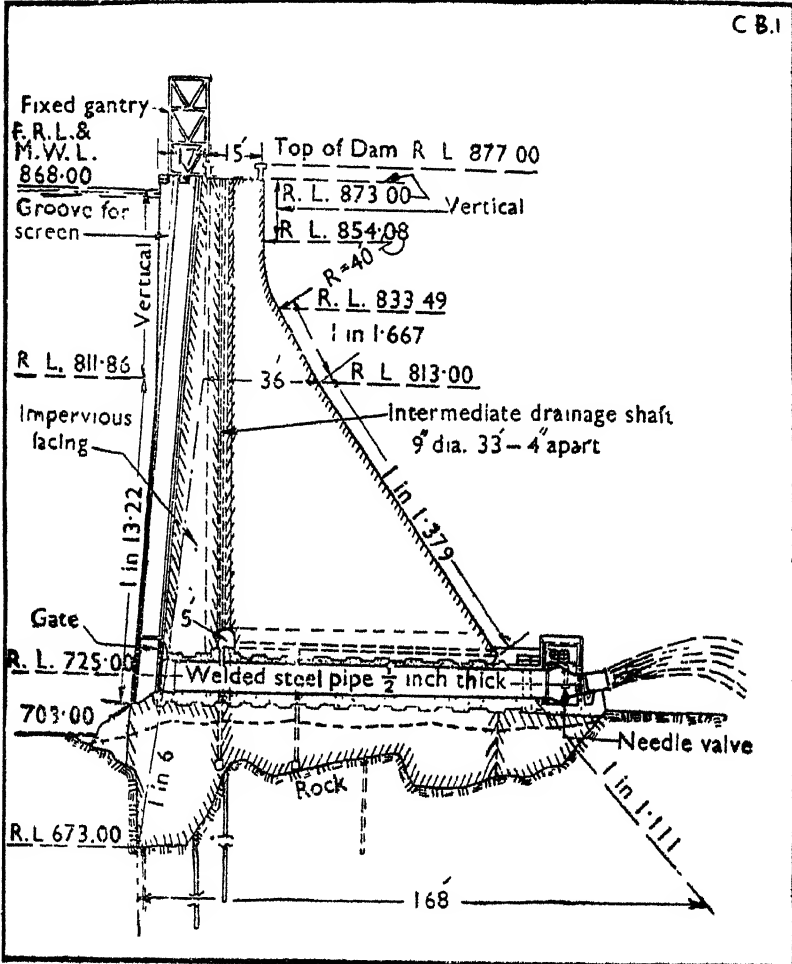 C B.1
Fixed gantry
F. R. L. &
M. W. L.
868·00
17′
15′
Top of Dam R L 877 00
R. L. 873 00
Vertical
Groove for
screen
R L. 854·08
R=40′
Vertical
R. L. 833 49
1 in 1·667
R L. 811·86
36′
R L 813·00
Impervious
facing
Intermediate drainage shaft
9″ dia. 33′–4″ apart
1 in 13·22
1 in 1·379
Gate
5′
R. L. 725·00
Welded steel pipe ½ inch thick
703·00
Needle valve
1 in 6
Rock
1 in 1·111
R. L 673.00
168′